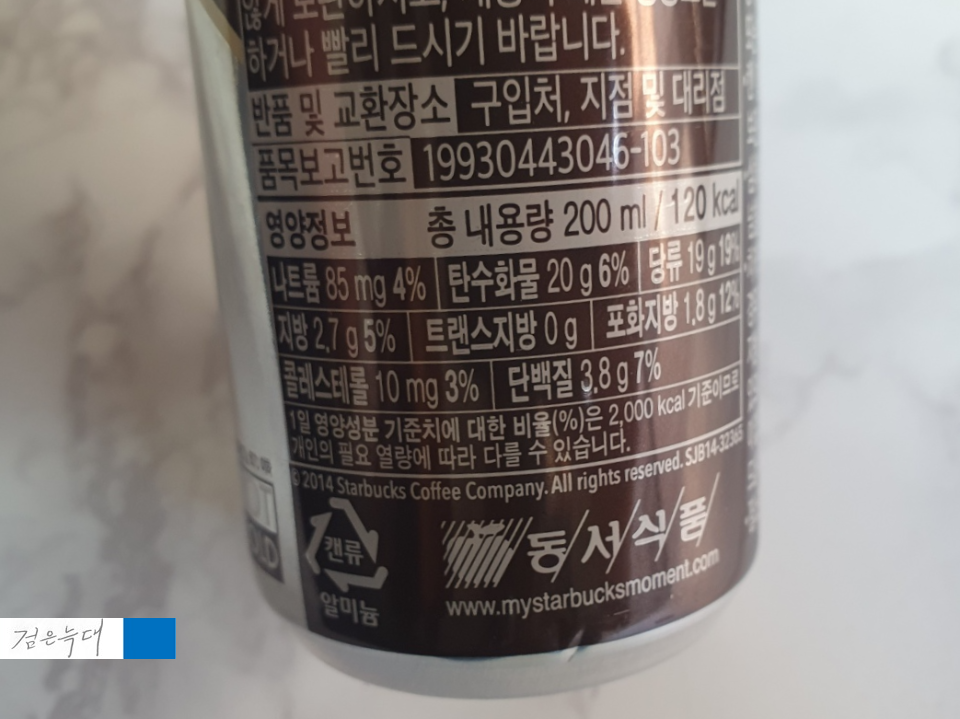 하거나 빨리 드시기 바랍니다.
반품 및 교환장소 구입처, 지점 및 대리점
품목보고번호 19930443046-103
영양정보 총 내용량 200 ml / 120 kcal
나트륨 85 mg 4% 탄수화물 20 g 6% 당류 19 g 19%
지방 2.7 g 5% 트랜스지방 0 g 포화지방 1.8 g 12%
콜레스테롤 10 mg 3% 단백질 3.8 g 7%
1일 영양성분 기준치에 대한 비율(%)은 2,000 kcal 기준이므로
개인의 필요 열량에 따라 다를 수 있습니다.
© 2014 Starbucks Coffee Company. All rights reserved. SJB14-32365
캔류
알미늄
동서식품
www.mystarbucksmoment.com
검은늑대